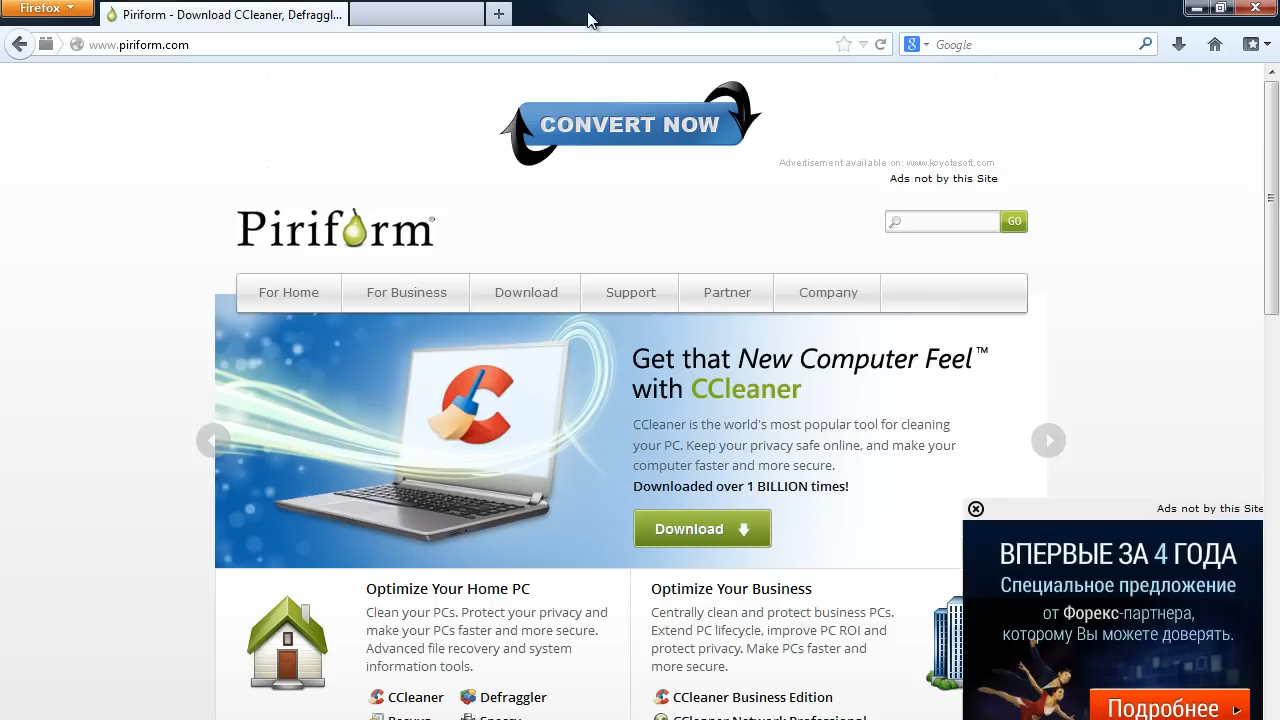 Firefox
Piriform - Download CCleaner, Defraggl...
www.piriform.com
Google
CONVERT NOW
Advertisement available on: www.koyotesoft.com
Ads not by this Site
Piriform®
GO
For Home
For Business
Download
Support
Partner
Company
Get that New Computer Feel™
with CCleaner
CCleaner is the world's most popular tool for cleaning
your PC. Keep your privacy safe online, and make your
computer faster and more secure.
Downloaded over 1 BILLION times!
Download
Ads not by this Site
ВПЕРВЫЕ ЗА 4 ГОДА
Специальное предложение
от Форекс-партнера,
которому Вы можете доверять.
Подробнее
Optimize Your Home PC
Clean your PCs. Protect your privacy and
make your PCs faster and more secure.
Advanced file recovery and system
information tools.
CCleaner
Defraggler
Recuva
Speccy
Optimize Your Business
Centrally clean and protect business PCs.
Extend PC lifecycle, improve PC ROI and
protect privacy. Make PCs faster and
more secure.
CCleaner Business Edition
CCleaner Network Professional